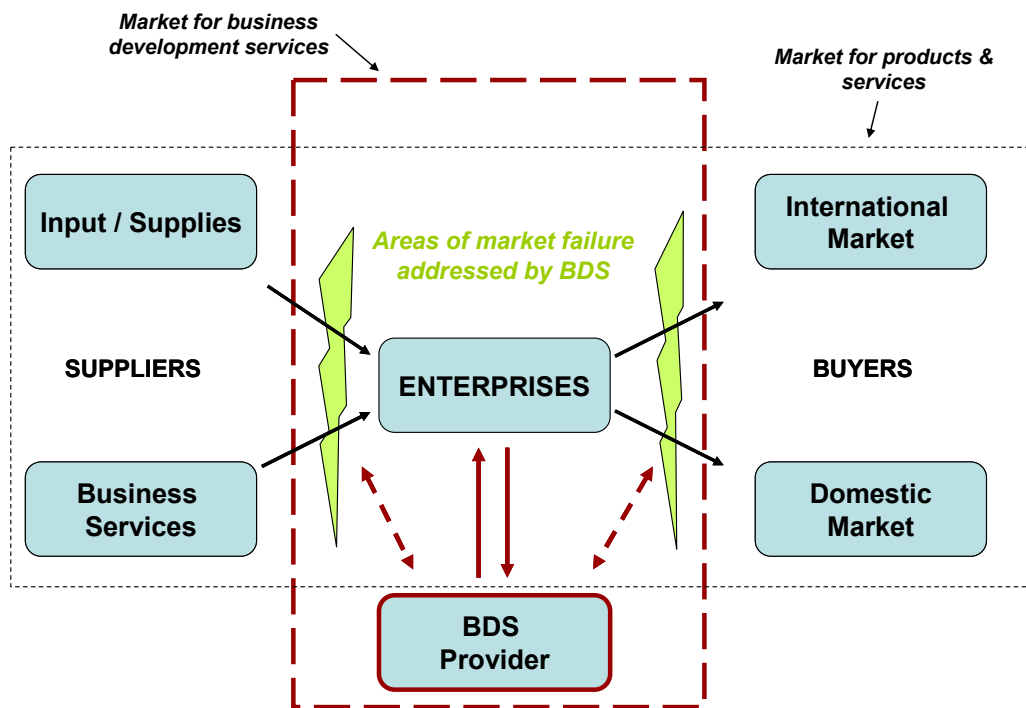 Market for business
development services
Market for products &
services
Input / Supplies
International
Market
Areas of market failure
addressed by BDS
SUPPLIERS
ENTERPRISES
BUYERS
Business
Services
Domestic
Market
BDS
Provider